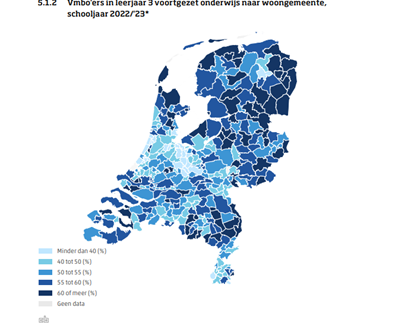 5.1.2 Vmbo'ers in leerjaar 3 voortgezet onderwijs naar woongemeente,
schooljaar 2022/'23*
Minder dan 40 (%)
40 tot 50 (%)
50 tot 55 (%)
55 tot 60 (%)
60 of meer (%)
Geen data